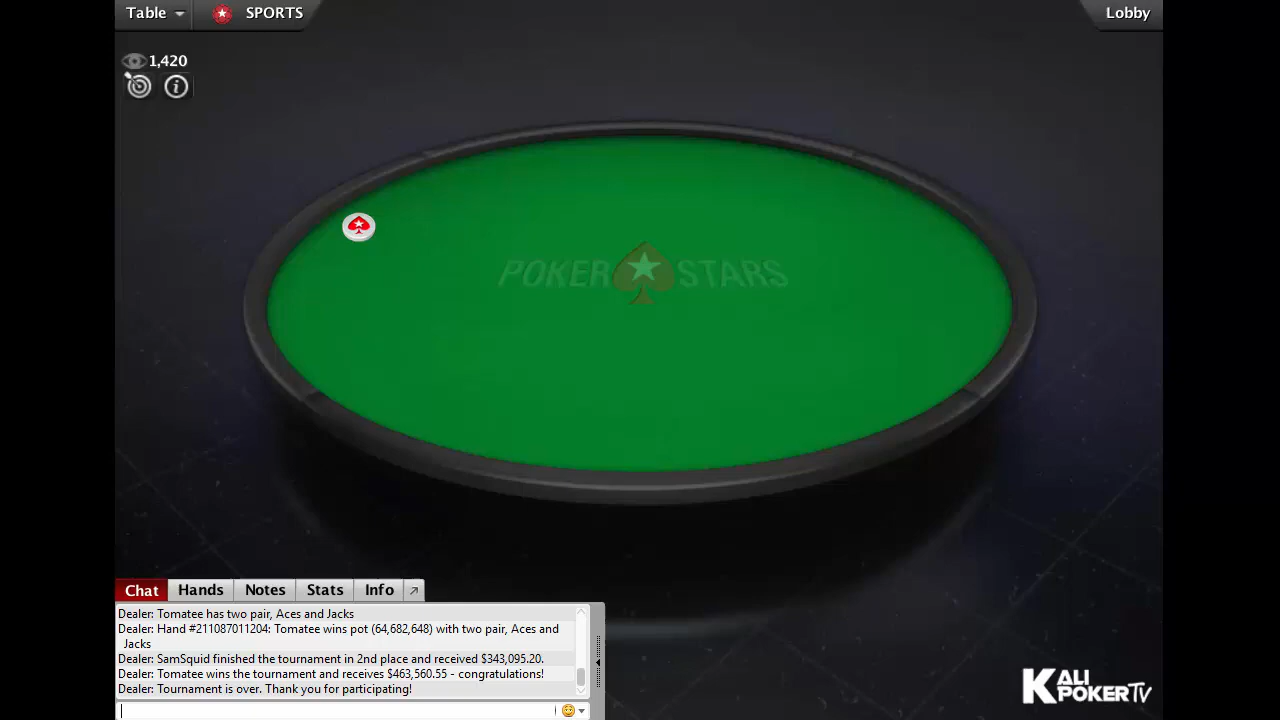 Table
SPORTS
Lobby
1,420
POKER STARS
Chat
Hands
Notes
Stats
Info
Dealer: Tomatee has two pair, Aces and Jacks
Dealer: Hand #211087011204: Tomatee wins pot (64,682,648) with two pair, Aces and
Jacks
Dealer: SamSquid finished the tournament in 2nd place and received $343,095.20.
Dealer: Tomatee wins the tournament and receives $463,560.55 - congratulations!
Dealer: Tournament is over. Thank you for participating!
KALI
POKERTV